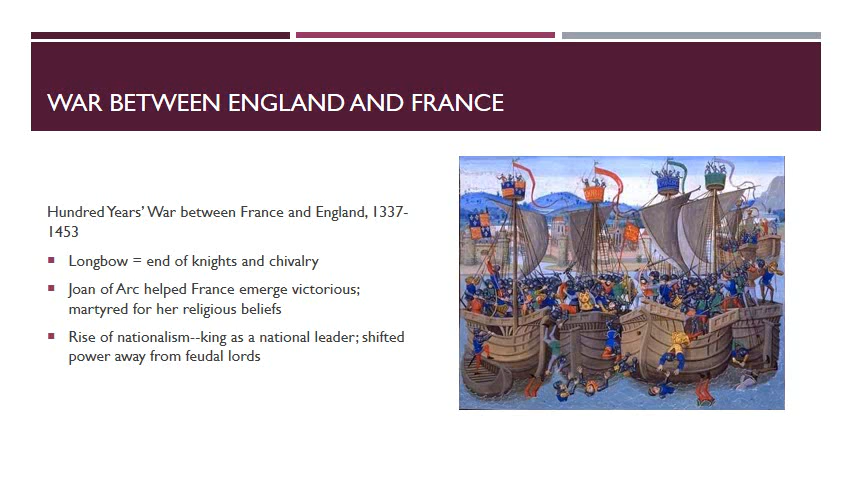 WAR BETWEEN ENGLAND AND FRANCE
Hundred Years’ War between France and England, 1337-
1453
Longbow = end of knights and chivalry
Joan of Arc helped France emerge victorious;
martyred for her religious beliefs
Rise of nationalism--king as a national leader; shifted
power away from feudal lords